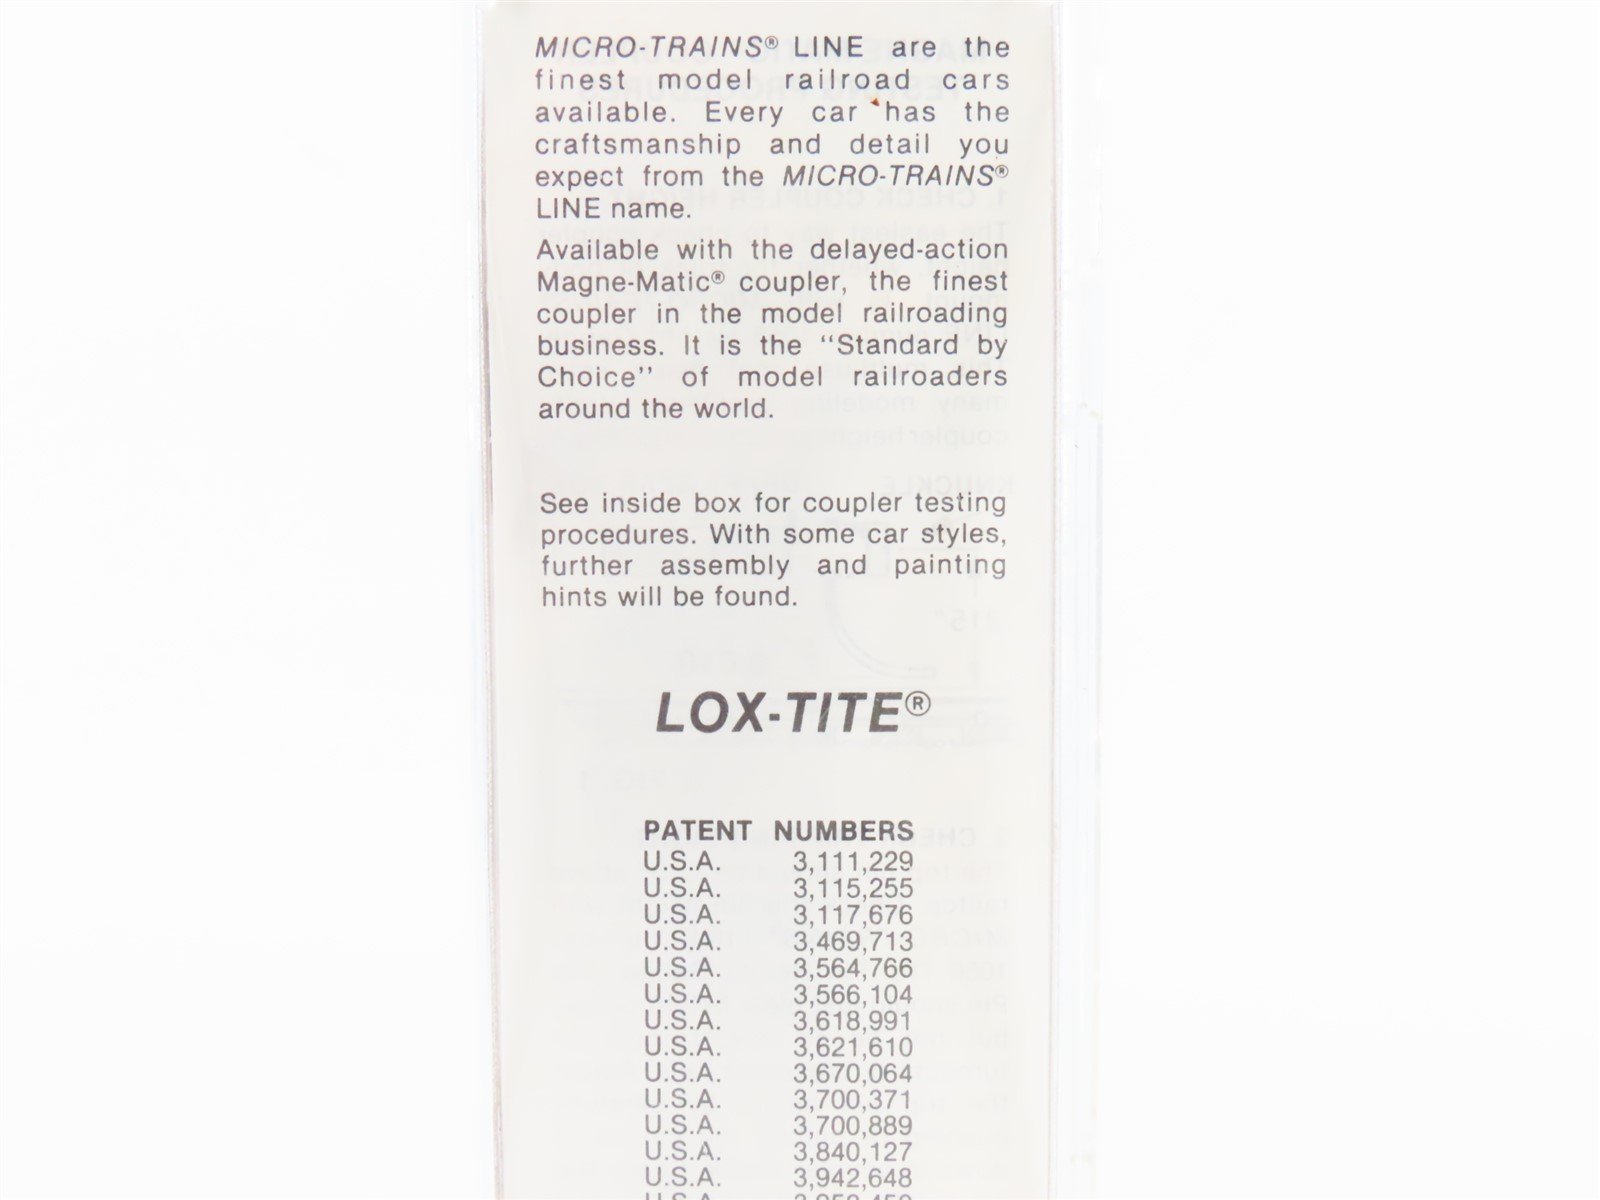 MICRO-TRAINS® LINE are the
finest model railroad cars
available. Every car has the
craftsmanship and detail you
expect from the MICRO-TRAINS®
LINE name.
Available with the delayed-action
Magne-Matic® coupler, the finest
coupler in the model railroading
business. It is the "Standard by
Choice" of model railroaders
around the world.
See inside box for coupler testing
procedures. With some car styles,
further assembly and painting
hints will be found.
LOX-TITE®
PATENT NUMBERS
U.S.A. 3,111,229
U.S.A. 3,115,255
U.S.A. 3,117,676
U.S.A. 3,469,713
U.S.A. 3,564,766
U.S.A. 3,566,104
U.S.A. 3,618,991
U.S.A. 3,621,610
U.S.A. 3,670,064
U.S.A. 3,700,371
U.S.A. 3,700,889
U.S.A. 3,840,127
U.S.A. 3,942,648
U.S.A.